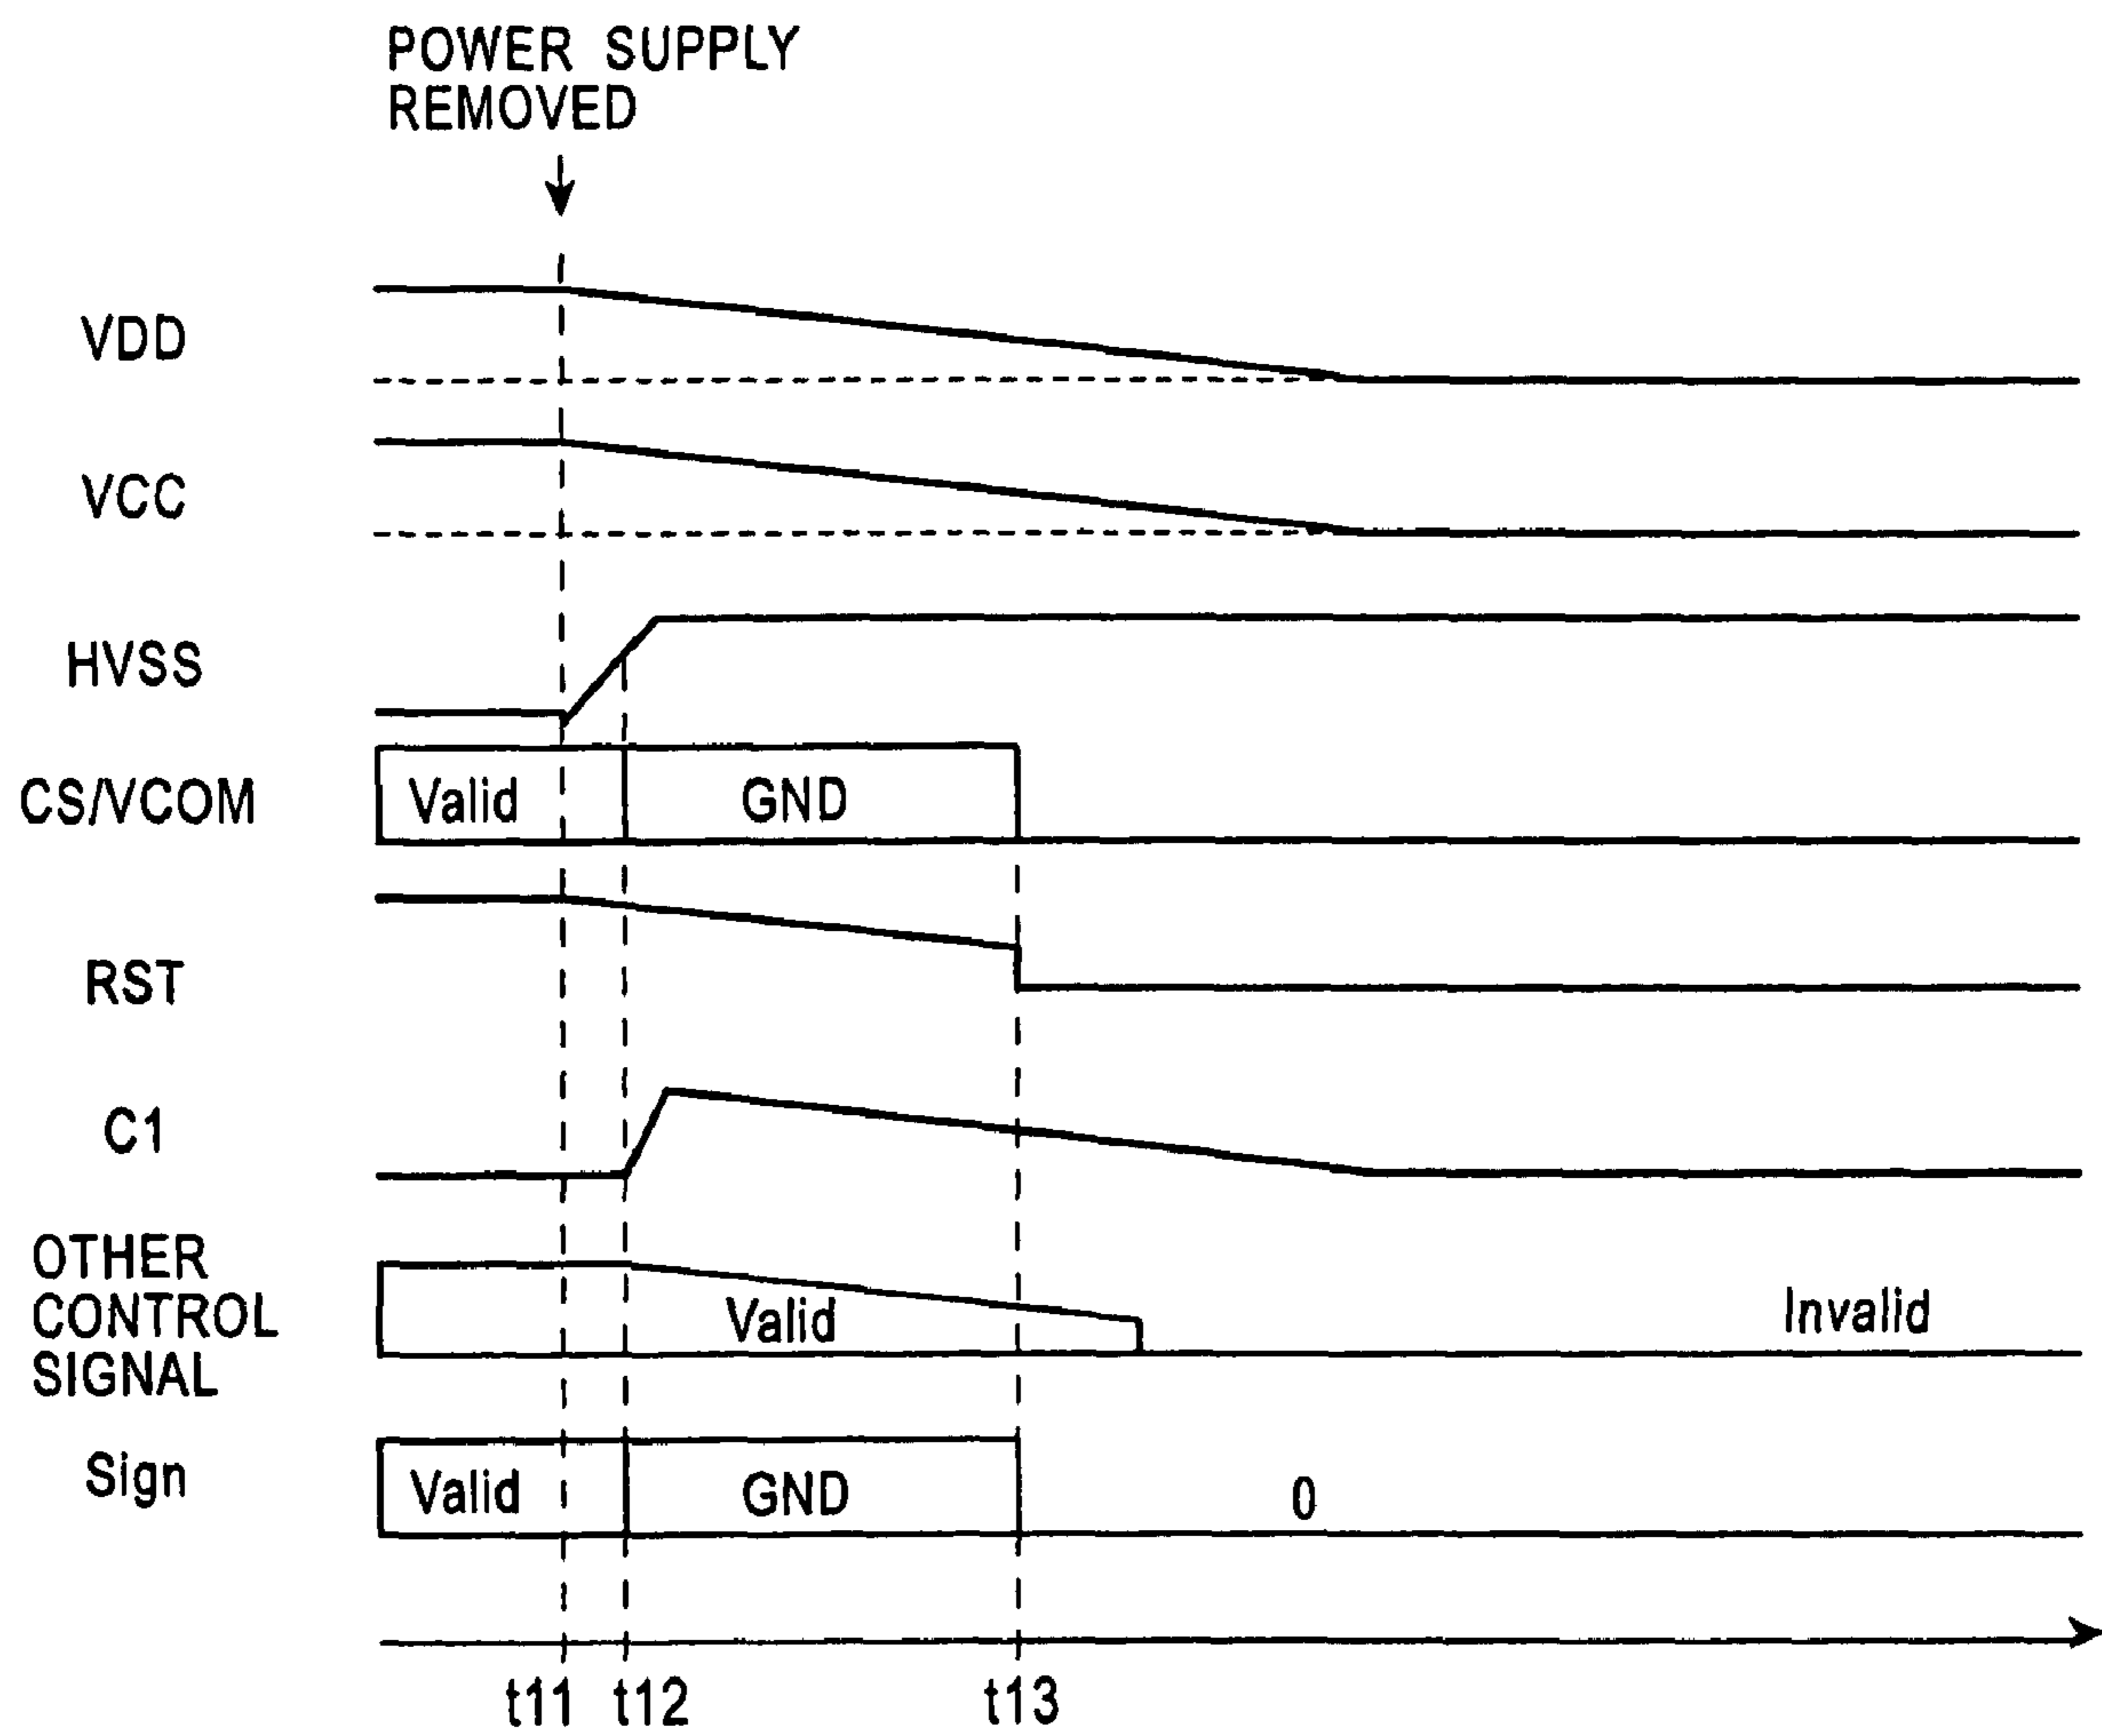 POWER SUPPLY
REMOVED
VDD
VCC
HVSS
CS/VCOM
Valid
GND
RST
C1
OTHER
CONTROL
SIGNAL
Valid
Invalid
Sign
Valid
GND
0
t11
t12
t13